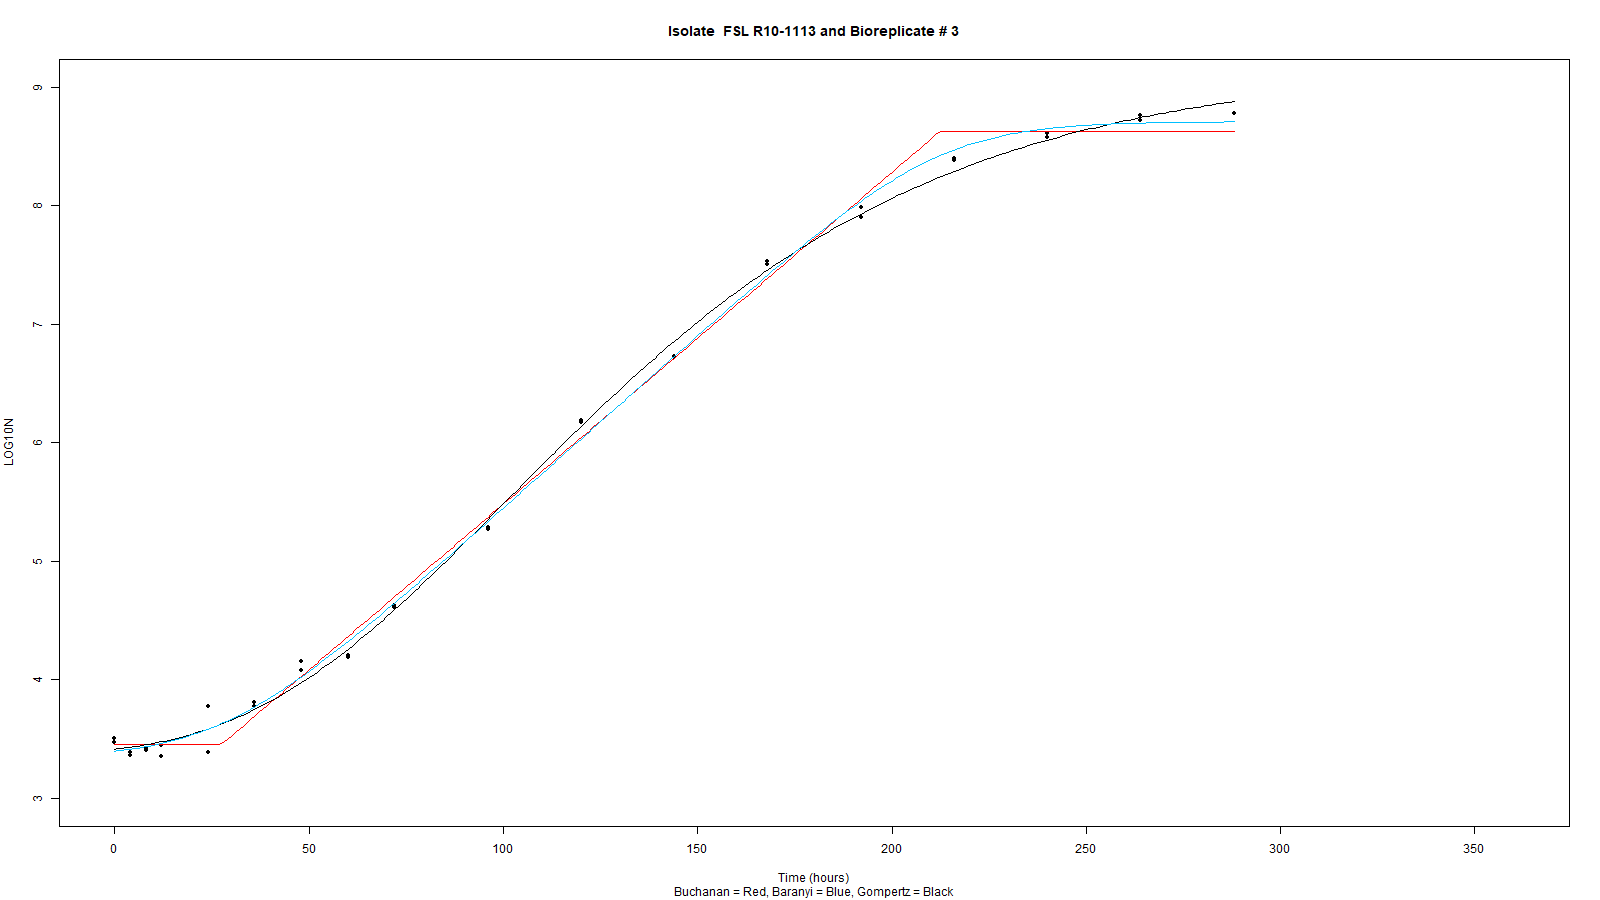 Isolate  FSL R10-1113 and Bioreplicate # 3
9
8
7
6
5
4
3
LOG10N
0 50 100 150 200 250 300 350
Time (hours)
Buchanan = Red, Baranyi = Blue, Gompertz = Black